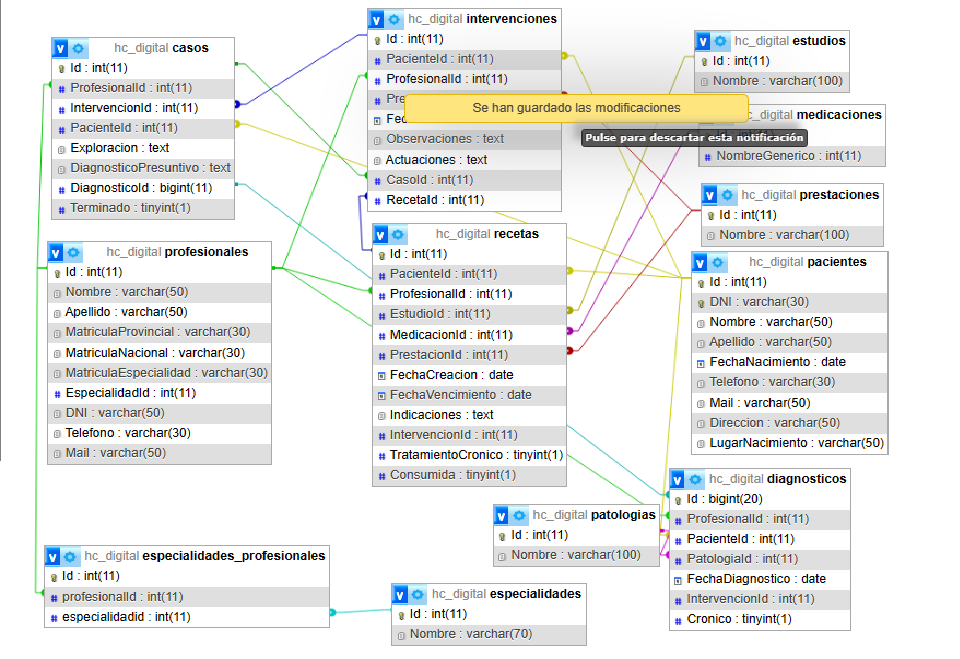 hc_digital casos
Id : int(11)
ProfesionalId : int(11)
IntervencionId : int(11)
PacienteId : int(11)
Exploracion : text
DiagnosticoPresuntivo : text
DiagnosticoId : bigint(11)
Terminado : tinyint(1)
hc_digital intervenciones
Id : int(11)
PacienteId : int(11)
ProfesionalId : int(11)
Observaciones : text
Actuaciones : text
CasoId : int(11)
RecetaId : int(11)
Se han guardado las modificaciones
Pulse para descartar esta notificación
hc_digital estudios
Id : int(11)
Nombre : varchar(100)
hc_digital medicaciones
NombreGenerico : int(11)
hc_digital prestaciones
Id : int(11)
Nombre : varchar(100)
hc_digital profesionales
Id : int(11)
Nombre : varchar(50)
Apellido : varchar(50)
MatriculaProvincial : varchar(30)
MatriculaNacional : varchar(30)
MatriculaEspecialidad : varchar(30)
EspecialidadId : int(11)
DNI : varchar(50)
Telefono : varchar(30)
Mail : varchar(50)
hc_digital recetas
Id : int(11)
PacienteId : int(11)
ProfesionalId : int(11)
EstudioId : int(11)
MedicacionId : int(11)
PrestacionId : int(11)
FechaCreacion : date
FechaVencimiento : date
Indicaciones : text
IntervencionId : int(11)
TratamientoCronico : tinyint(1)
Consumida : tinyint(1)
hc_digital pacientes
Id : int(11)
DNI : varchar(30)
Nombre : varchar(50)
Apellido : varchar(50)
FechaNacimiento : date
Telefono : varchar(30)
Mail : varchar(50)
Direccion : varchar(50)
LugarNacimiento : varchar(50)
hc_digital patologias
Id : int(11)
Nombre : varchar(100)
hc_digital diagnosticos
Id : bigint(20)
ProfesionalId : int(11)
PacienteId : int(11)
PatologiaId : int(11)
FechaDiagnostico : date
IntervencionId : int(11)
Cronico : tinyint(1)
hc_digital especialidades_profesionales
Id : int(11)
profesionalId : int(11)
especialidadid : int(11)
hc_digital especialidades
Id : int(11)
Nombre : varchar(70)